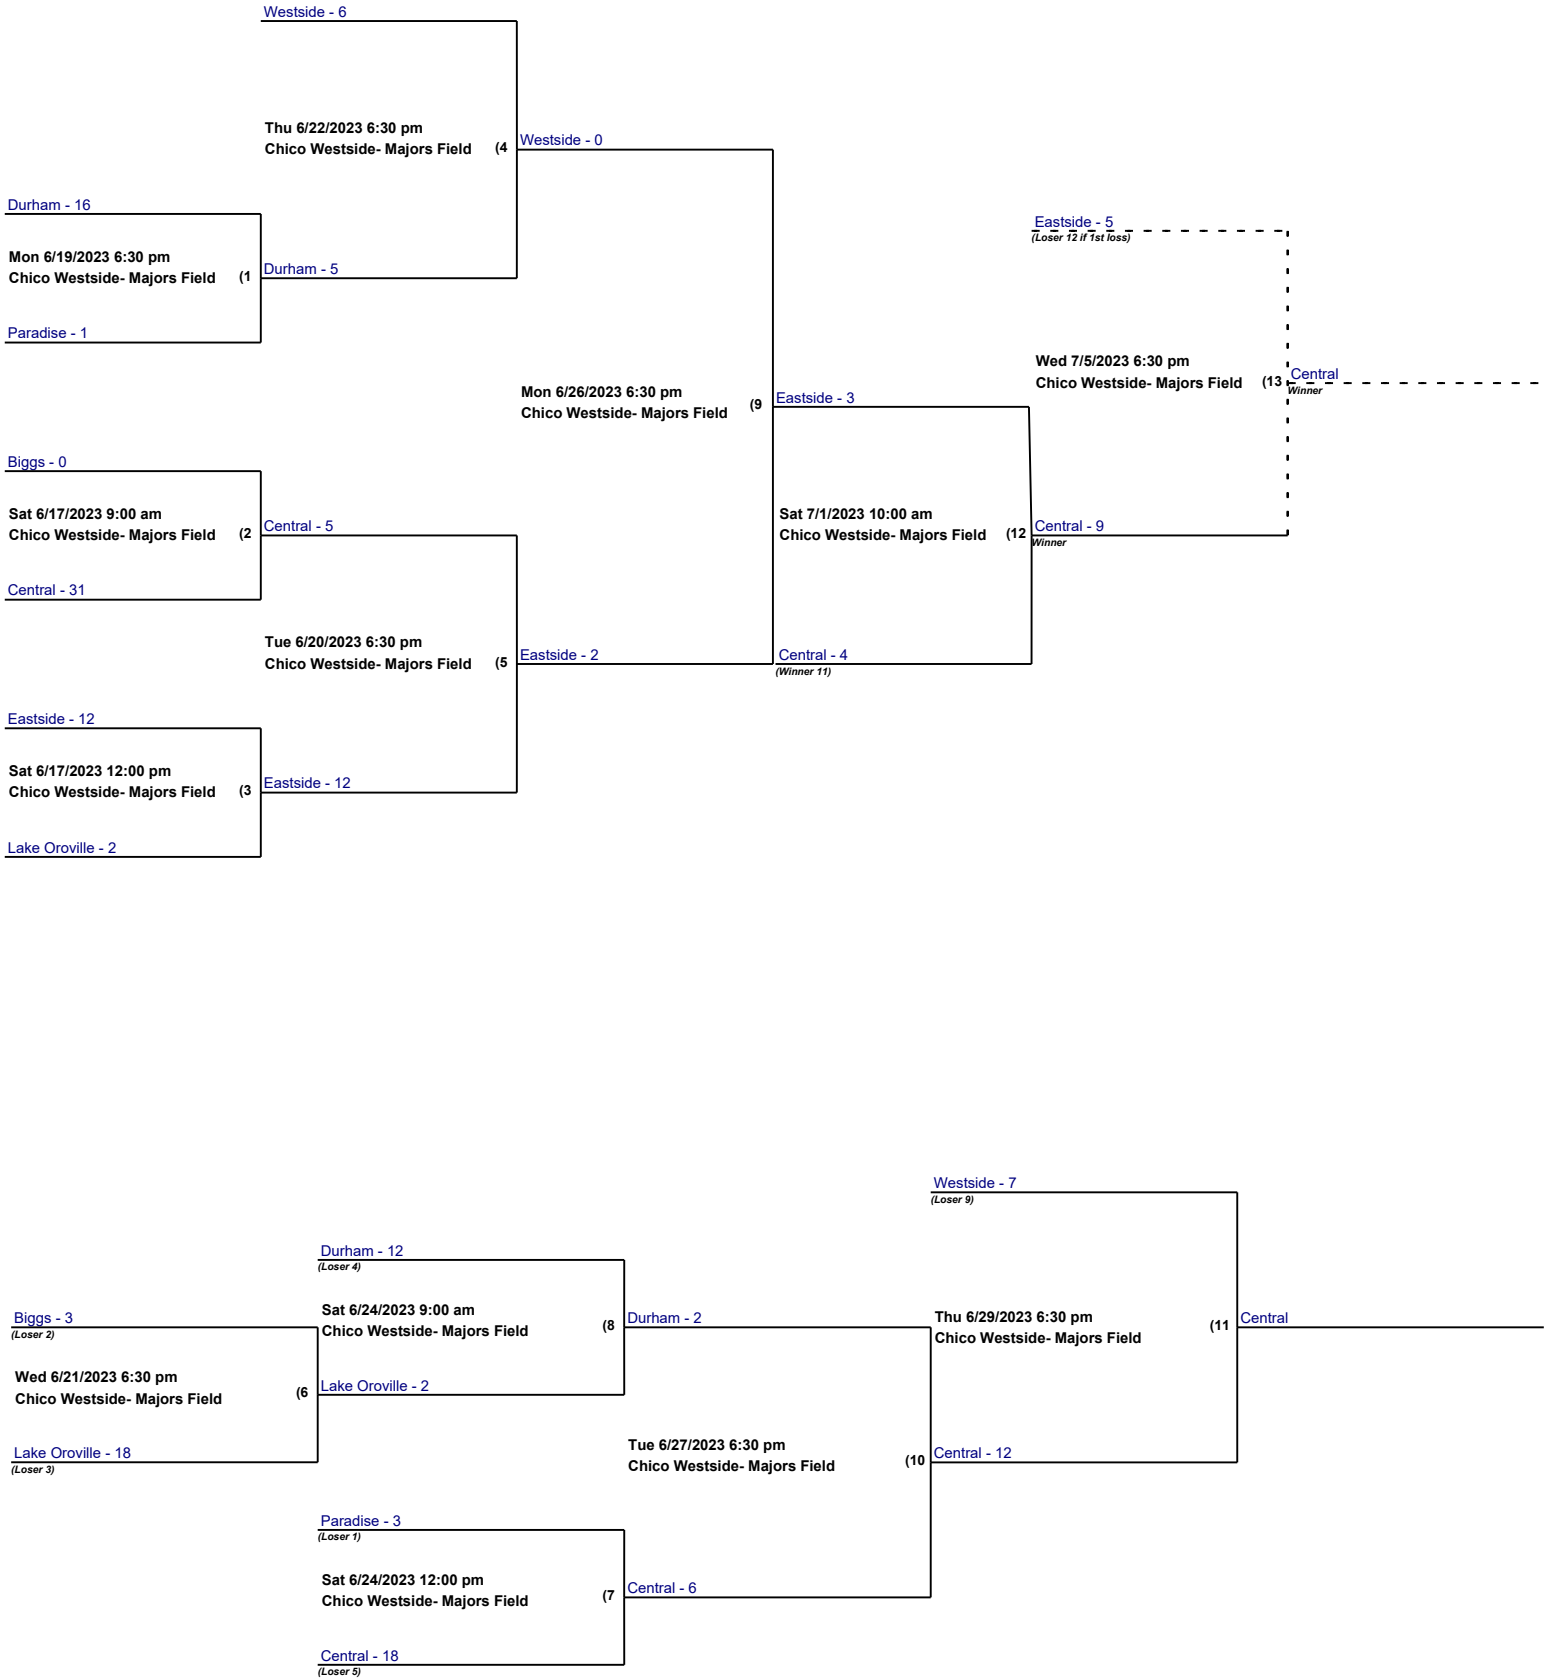 Westside - 6
Thu 6/22/2023 6:30 pm
Chico Westside- Majors Field (4
Westside - 0
Durham - 16
Mon 6/19/2023 6:30 pm
Chico Westside- Majors Field (1
Durham - 5
Paradise - 1
Eastside - 5
(Loser 12 if 1st loss)
Wed 7/5/2023 6:30 pm
Chico Westside- Majors Field (13
Central
Winner
Mon 6/26/2023 6:30 pm
Chico Westside- Majors Field (9
Eastside - 3
Biggs - 0
Sat 6/17/2023 9:00 am
Chico Westside- Majors Field (2
Central - 5
Central - 31
Sat 7/1/2023 10:00 am
Chico Westside- Majors Field (12
Central - 9
Winner
Tue 6/20/2023 6:30 pm
Chico Westside- Majors Field (5
Eastside - 2
Central - 4
(Winner 11)
Eastside - 12
Sat 6/17/2023 12:00 pm
Chico Westside- Majors Field (3
Eastside - 12
Lake Oroville - 2
Westside - 7
(Loser 9)
Durham - 12
(Loser 4)
Biggs - 3
(Loser 2)
Sat 6/24/2023 9:00 am
Chico Westside- Majors Field (8
Durham - 2
Thu 6/29/2023 6:30 pm
Chico Westside- Majors Field (11
Central
Wed 6/21/2023 6:30 pm
Chico Westside- Majors Field (6
Lake Oroville - 2
Lake Oroville - 18
(Loser 3)
Tue 6/27/2023 6:30 pm
Chico Westside- Majors Field (10
Central - 12
Paradise - 3
(Loser 1)
Sat 6/24/2023 12:00 pm
Chico Westside- Majors Field (7
Central - 6
Central - 18
(Loser 5)